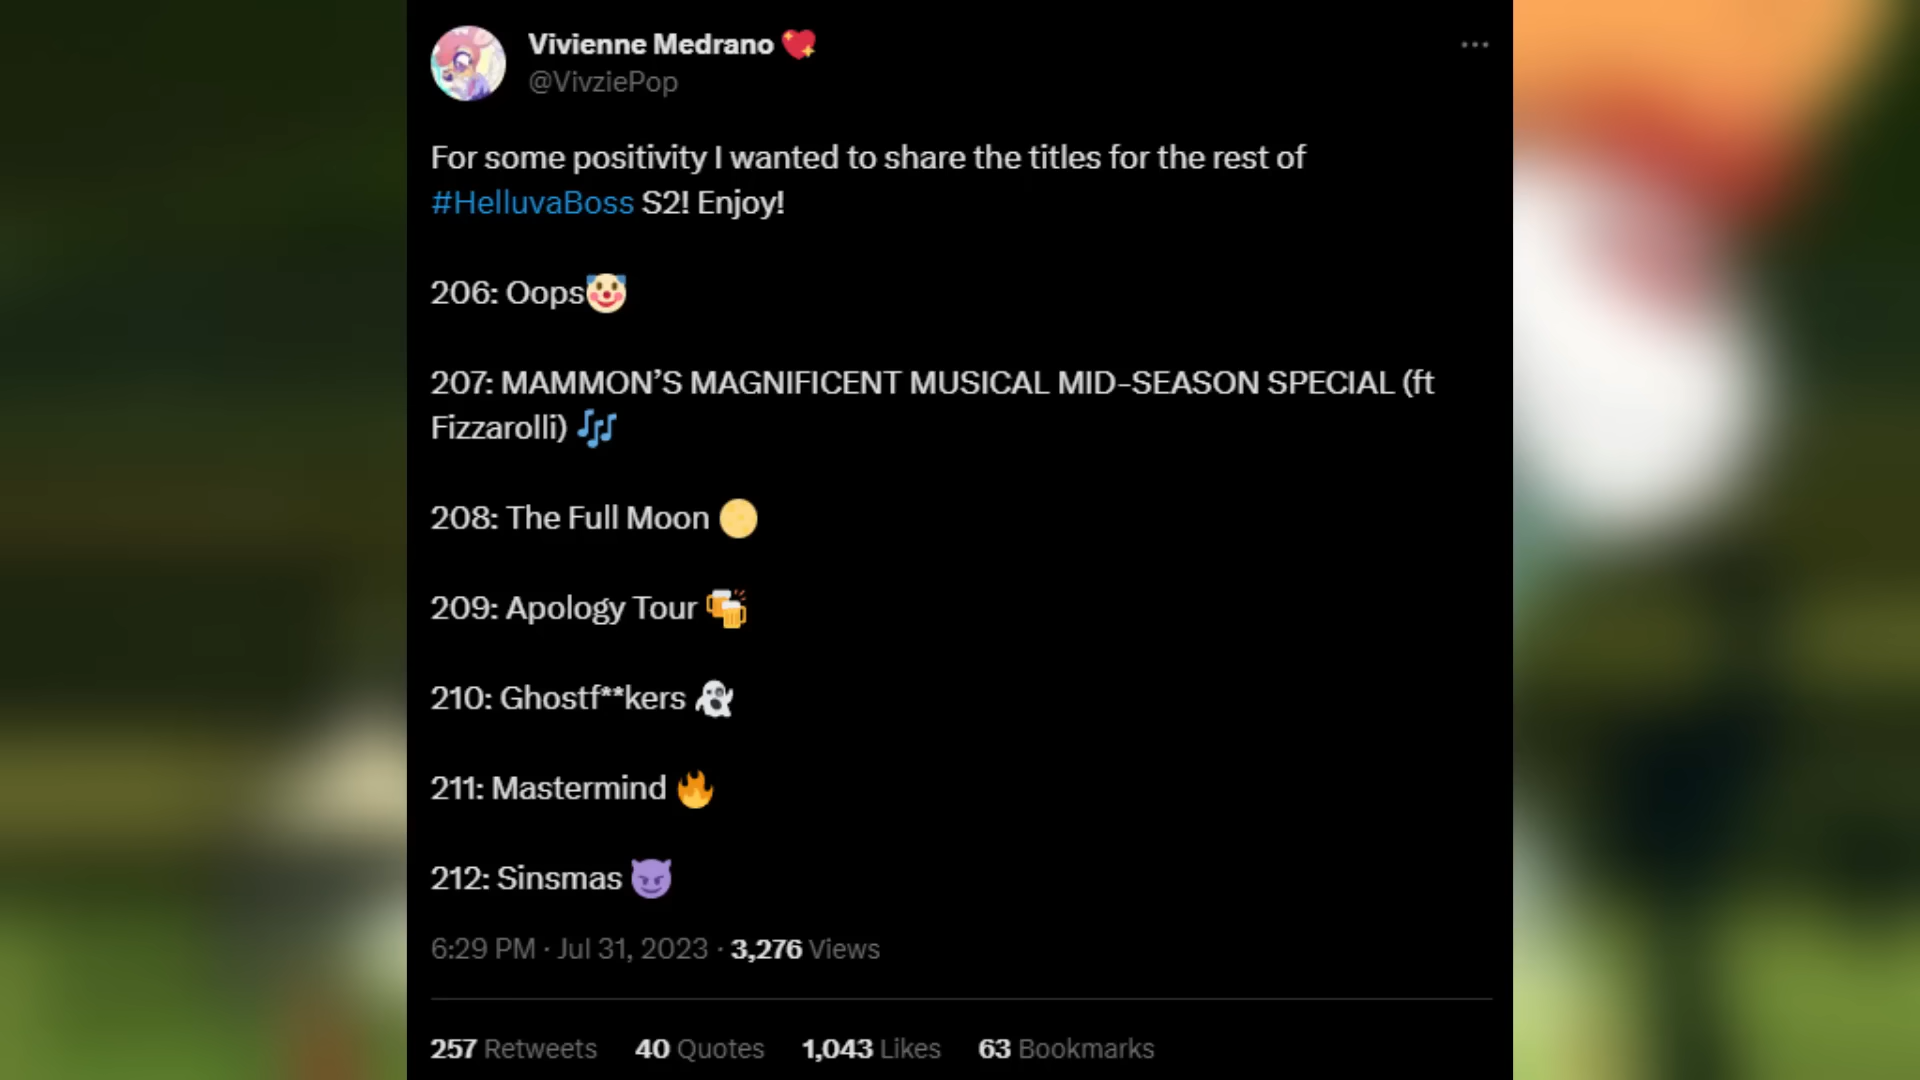 Vivienne Medrano 💖
@VivziePop
For some positivity I wanted to share the titles for the rest of
#HelluvaBoss S2! Enjoy!
206: Oops🤡
207: MAMMON’S MAGNIFICENT MUSICAL MID-SEASON SPECIAL (ft
Fizzarolli) 🎶
208: The Full Moon 🌕
209: Apology Tour 🍻
210: Ghostf**kers 👻
211: Mastermind 🔥
212: Sinsmas 😈
6:29 PM · Jul 31, 2023 · 3,276 Views
257 Retweets 40 Quotes 1,043 Likes 63 Bookmarks